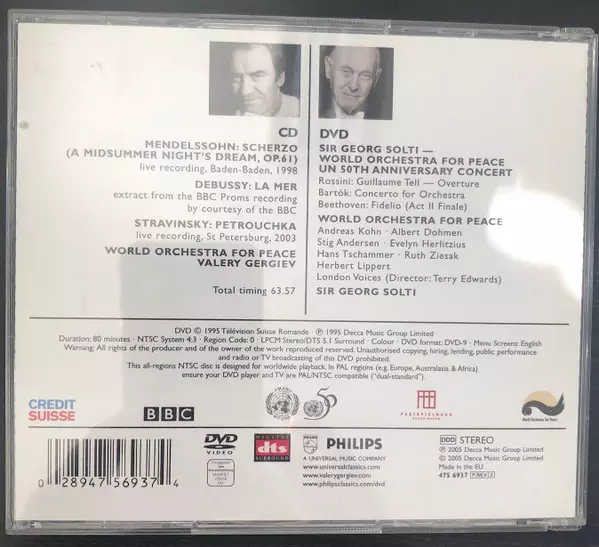 CD
MENDELSSOHN: SCHERZO
(A MIDSUMMER NIGHT'S DREAM, OP.61)
live recording, Baden-Baden, 1998
DEBUSSY: LA MER
extract from the BBC Proms recording
by courtesy of the BBC
STRAVINSKY: PETROUCHKA
live recording, St Petersburg, 2003
WORLD ORCHESTRA FOR PEACE
VALERY GERGIEV
Total timing 63.57
DVD
SIR GEORG SOLTI —
WORLD ORCHESTRA FOR PEACE
UN 50TH ANNIVERSARY CONCERT
Rossini: Guillaume Tell — Overture
Bartók: Concerto for Orchestra
Beethoven: Fidelio (Act II Finale)
WORLD ORCHESTRA FOR PEACE
Andreas Kohn · Albert Dohmen
Stig Andersen · Evelyn Herlitzius
Hans Tschammer · Ruth Ziesak
Herbert Lippert
London Voices (Director: Terry Edwards)
SIR GEORG SOLTI
DVD © 1995 Télévision Suisse Romande · ℗ 1995 Decca Music Group Limited
Duration: 80 minutes · NTSC System 4:3 · Region Code: 0 · LPCM Stereo/DTS 5.1 Surround · Colour · DVD format: DVD-9 · Menu Screens: English
Warning: All rights of the producer and of the owner of the work reproduced reserved. Unauthorised copying, hiring, lending, public performance
and radio or TV broadcasting of this DVD prohibited.
This all-regions NTSC disc is designed for worldwide playback. In PAL regions (e.g. Europe, Australasia & Africa)
ensure your DVD player and TV are PAL/NTSC compatible ("dual-standard").
CREDIT
SUISSE
BBC
50
FESTSPIELHAUS
BADEN-BADEN
World Orchestra for Peace
0 28947 56937 4
DVD
VIDEO
DIGITAL
dts
SURROUND
PHILIPS
A UNIVERSAL MUSIC COMPANY
www.universalclassics.com
www.valerygergiev.com
www.philipsclassics.com/dvd
DDD STEREO
℗ 2005 Decca Music Group Limited
© 2005 Decca Music Group Limited
Made in the EU
475 6937